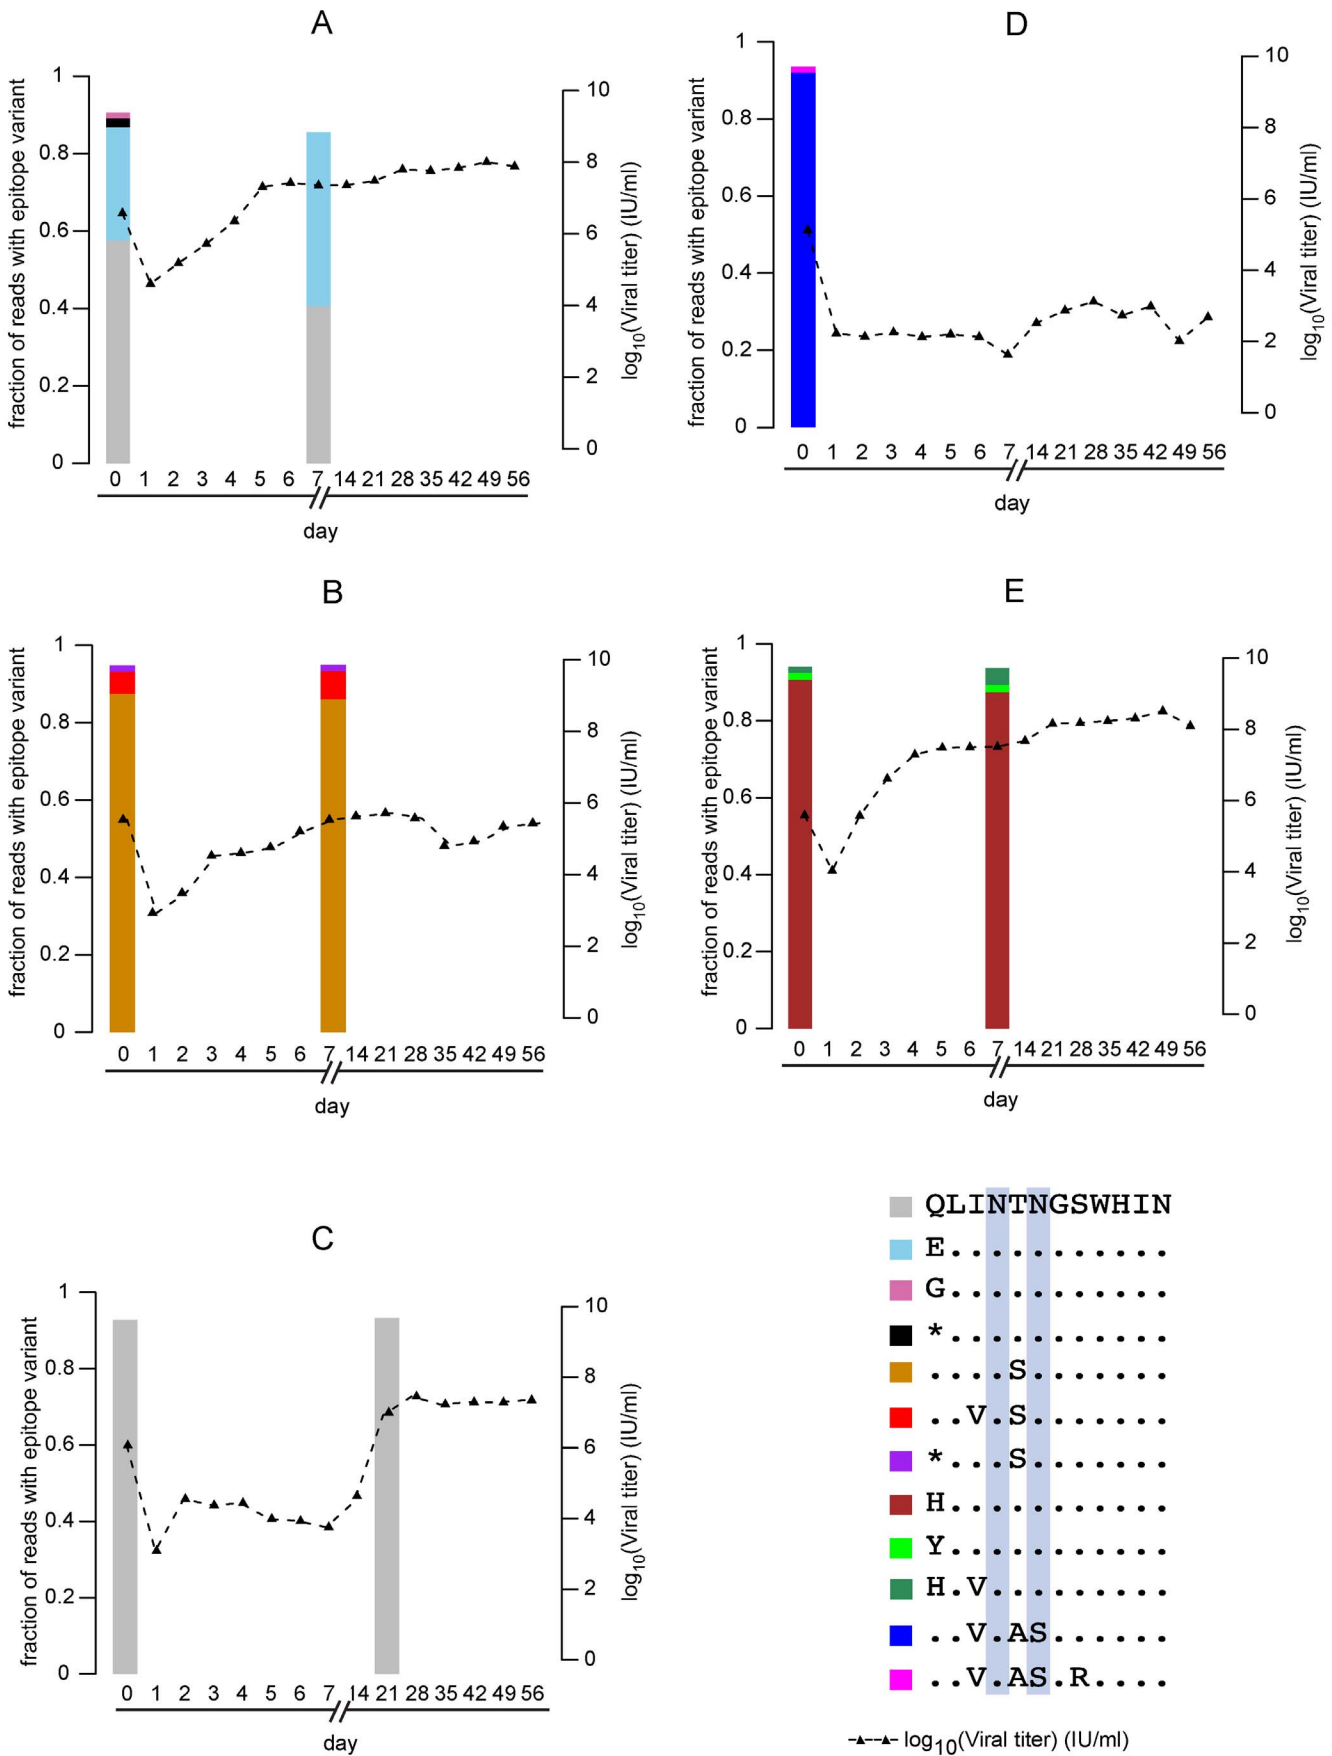 A
fraction of reads with epitope variant
1
0.8
0.6
0.4
0.2
0
10
8
6
4
2
0
log10(Viral titer) (IU/ml)
0 1 2 3 4 5 6 7 14 21 28 35 42 49 56
day
D
fraction of reads with epitope variant
1
0.8
0.6
0.4
0.2
0
10
8
6
4
2
0
log10(Viral titer) (IU/ml)
0 1 2 3 4 5 6 7 14 21 28 35 42 49 56
day
B
fraction of reads with epitope variant
1
0.8
0.6
0.4
0.2
0
10
8
6
4
2
0
log10(Viral titer) (IU/ml)
0 1 2 3 4 5 6 7 14 21 28 35 42 49 56
day
E
fraction of reads with epitope variant
1
0.8
0.6
0.4
0.2
0
10
8
6
4
2
0
log10(Viral titer) (IU/ml)
0 1 2 3 4 5 6 7 14 21 28 35 42 49 56
day
C
fraction of reads with epitope variant
1
0.8
0.6
0.4
0.2
0
10
8
6
4
2
0
log10(Viral titer) (IU/ml)
0 1 2 3 4 5 6 7 14 21 28 35 42 49 56
day
QLINTNGSWHIN
E...........
G...........
*...........
....S.......
..V.S.......
*...S.......
H...........
Y...........
H.V.........
..V.AS......
..V.AS.R....
log10(Viral titer) (IU/ml)